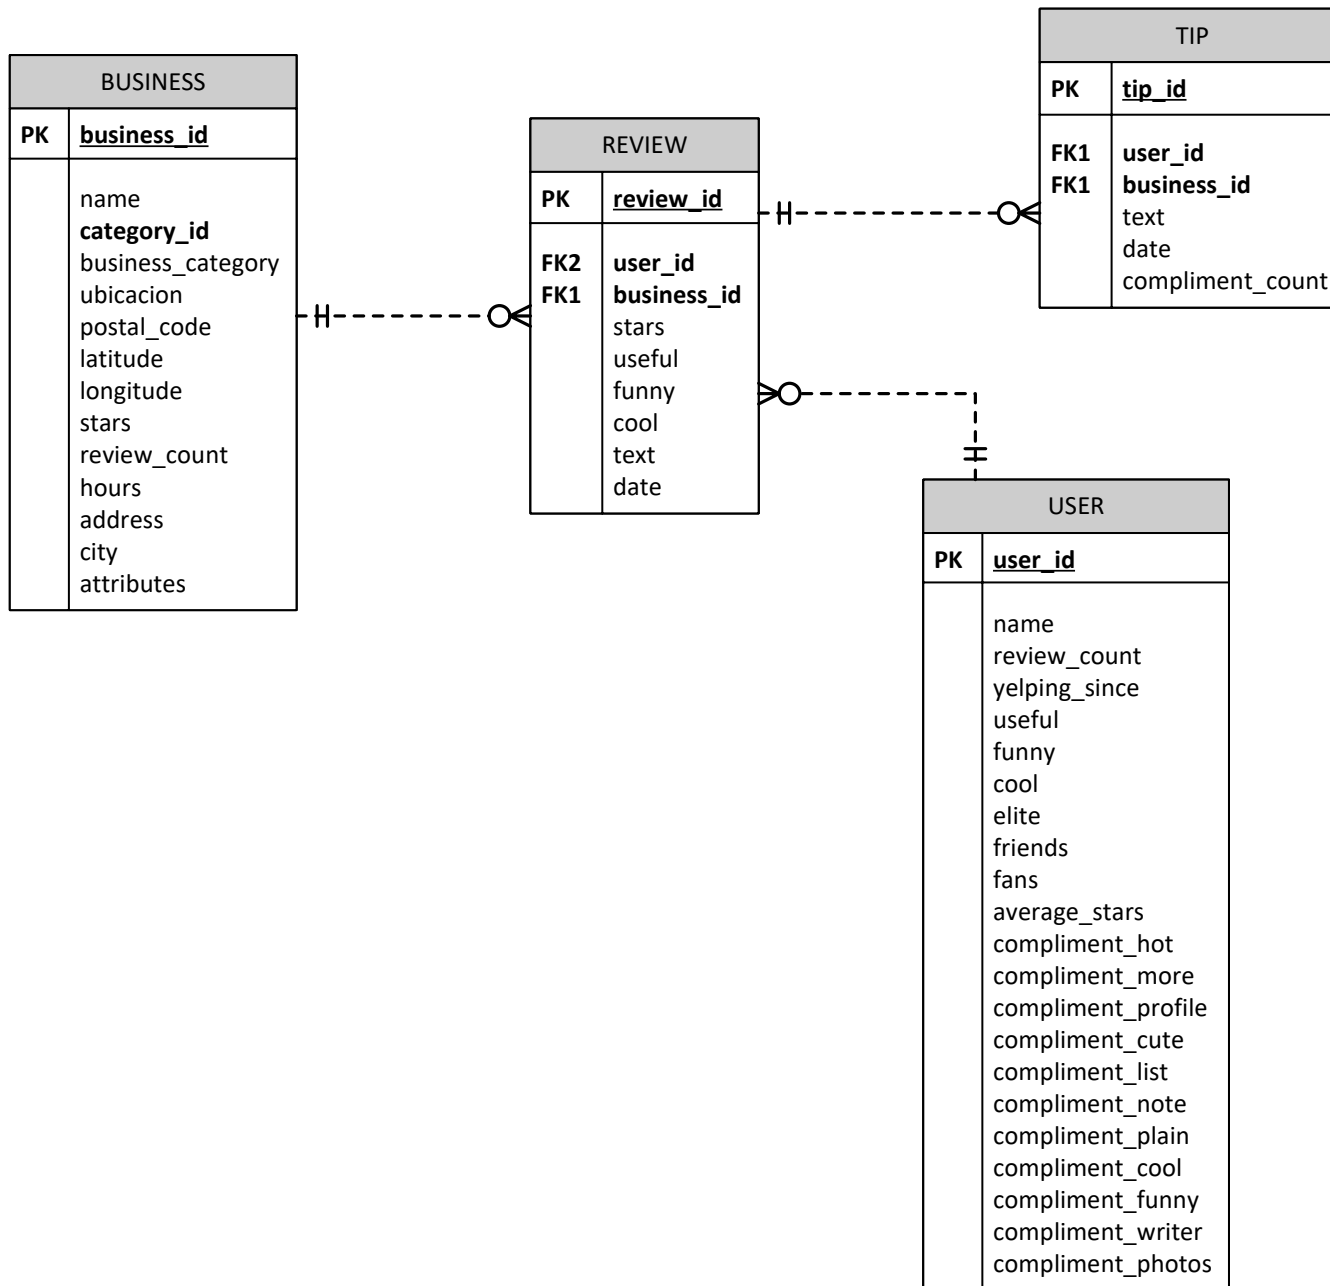 BUSINESS
PK business_id
name
category_id
business_category
ubicacion
postal_code
latitude
longitude
stars
review_count
hours
address
city
attributes
REVIEW
PK review_id
FK2 user_id
FK1 business_id
stars
useful
funny
cool
text
date
TIP
PK tip_id
FK1 user_id
FK1 business_id
text
date
compliment_count
USER
PK user_id
name
review_count
yelping_since
useful
funny
cool
elite
friends
fans
average_stars
compliment_hot
compliment_more
compliment_profile
compliment_cute
compliment_list
compliment_note
compliment_plain
compliment_cool
compliment_funny
compliment_writer
compliment_photos